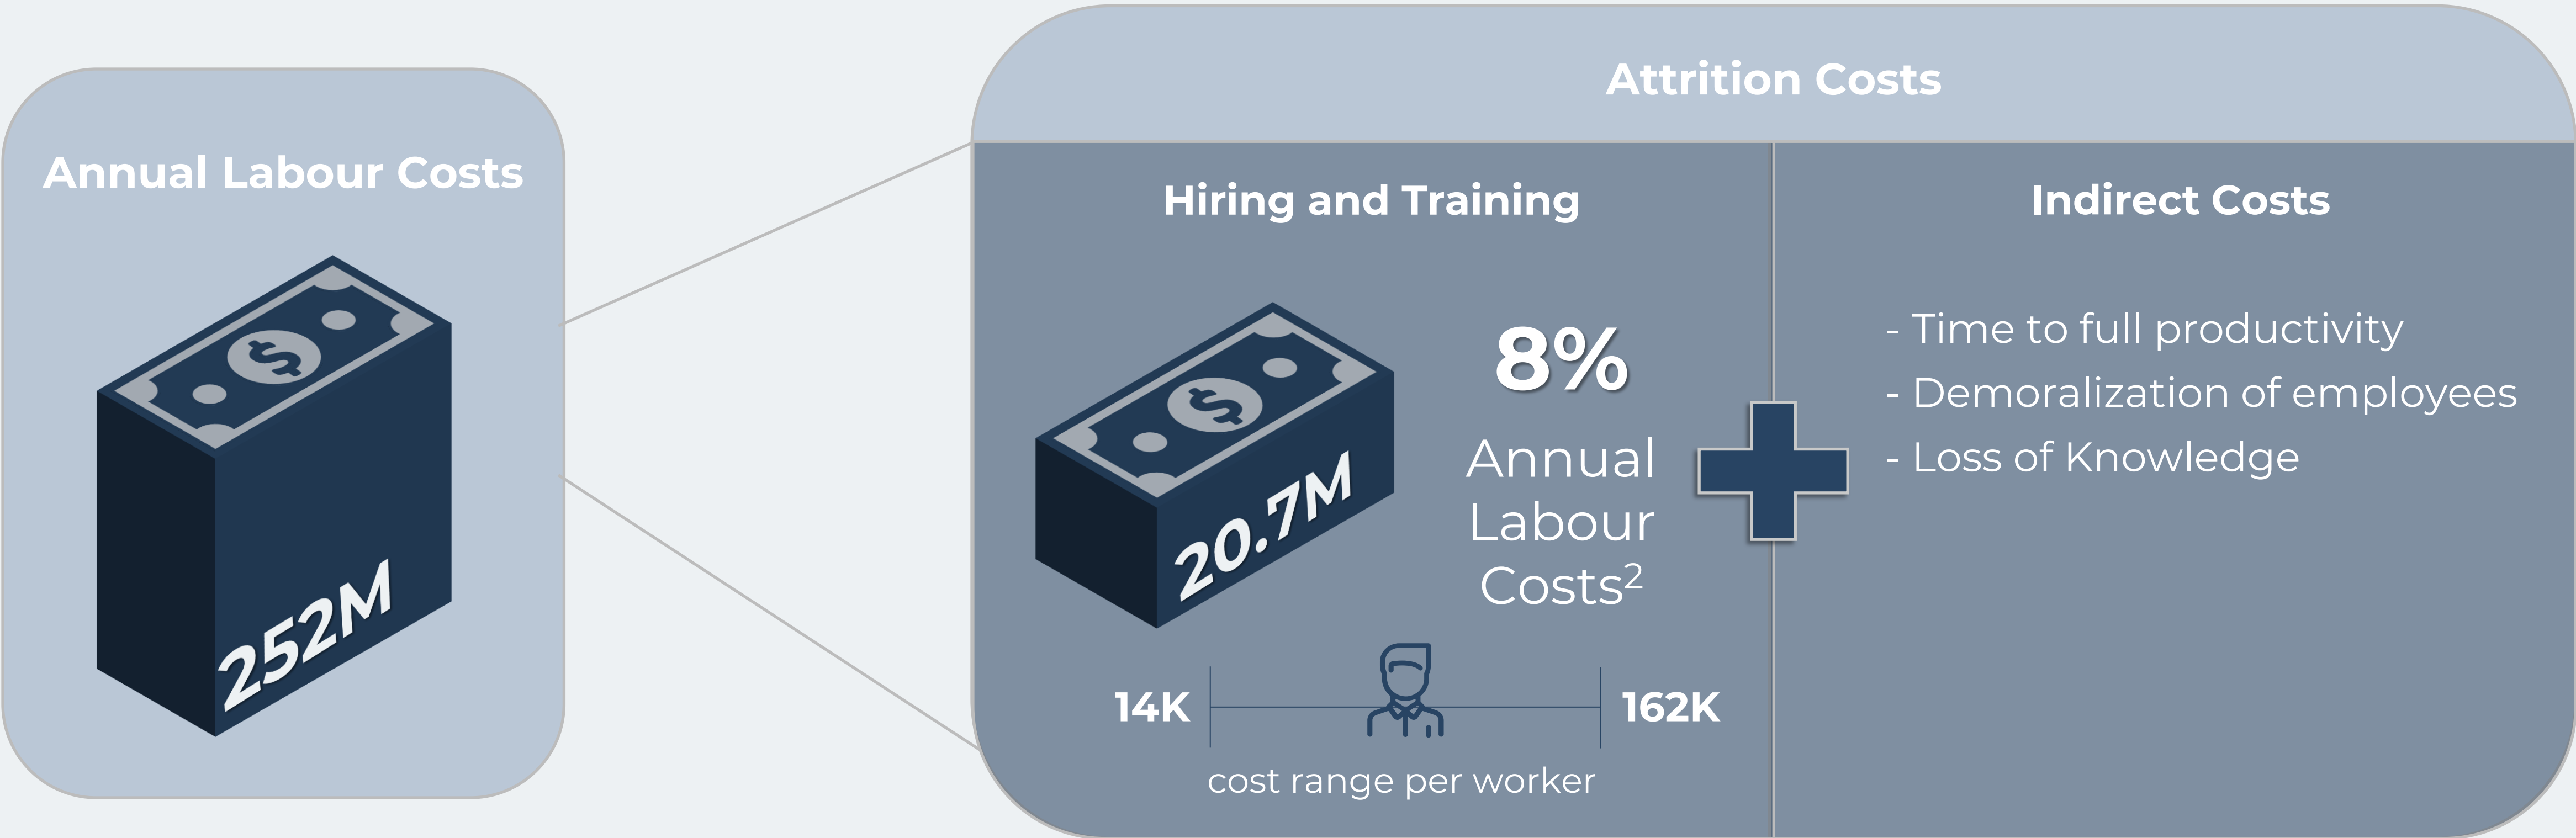 Annual Labour Costs
252M
Attrition Costs
Hiring and Training
20.7M
8%
Annual
Labour
Costs²
14K
162K
cost range per worker
Indirect Costs
- Time to full productivity
- Demoralization of employees
- Loss of Knowledge